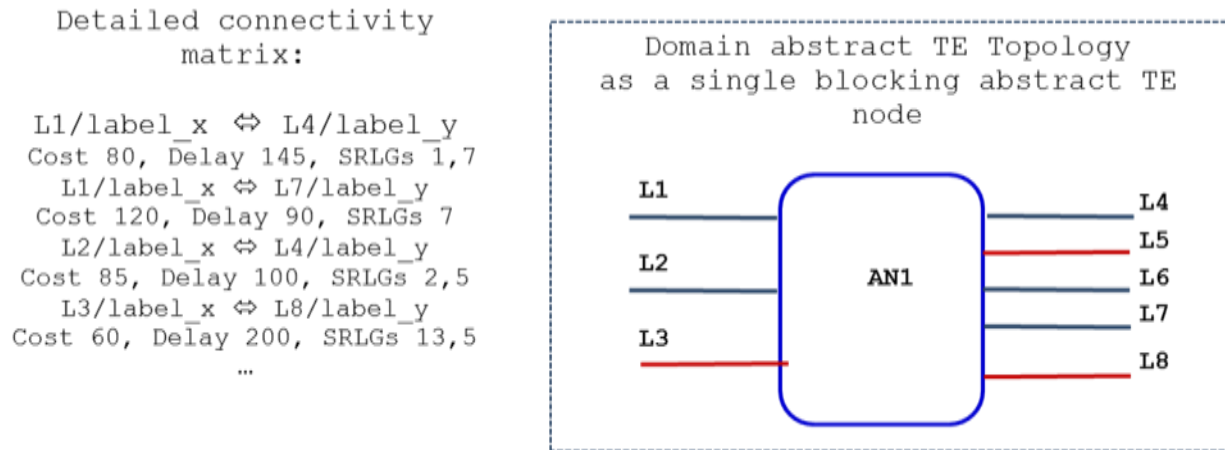 Detailed connectivity
matrix:
L1/label_x ⇔ L4/label_y
Cost 80, Delay 145, SRLGs 1,7
L1/label_x ⇔ L7/label_y
Cost 120, Delay 90, SRLGs 7
L2/label_x ⇔ L4/label_y
Cost 85, Delay 100, SRLGs 2,5
L3/label_x ⇔ L8/label_y
Cost 60, Delay 200, SRLGs 13,5
…
Domain abstract TE Topology
as a single blocking abstract TE
node
L1
L2
L3
AN1
L4
L5
L6
L7
L8